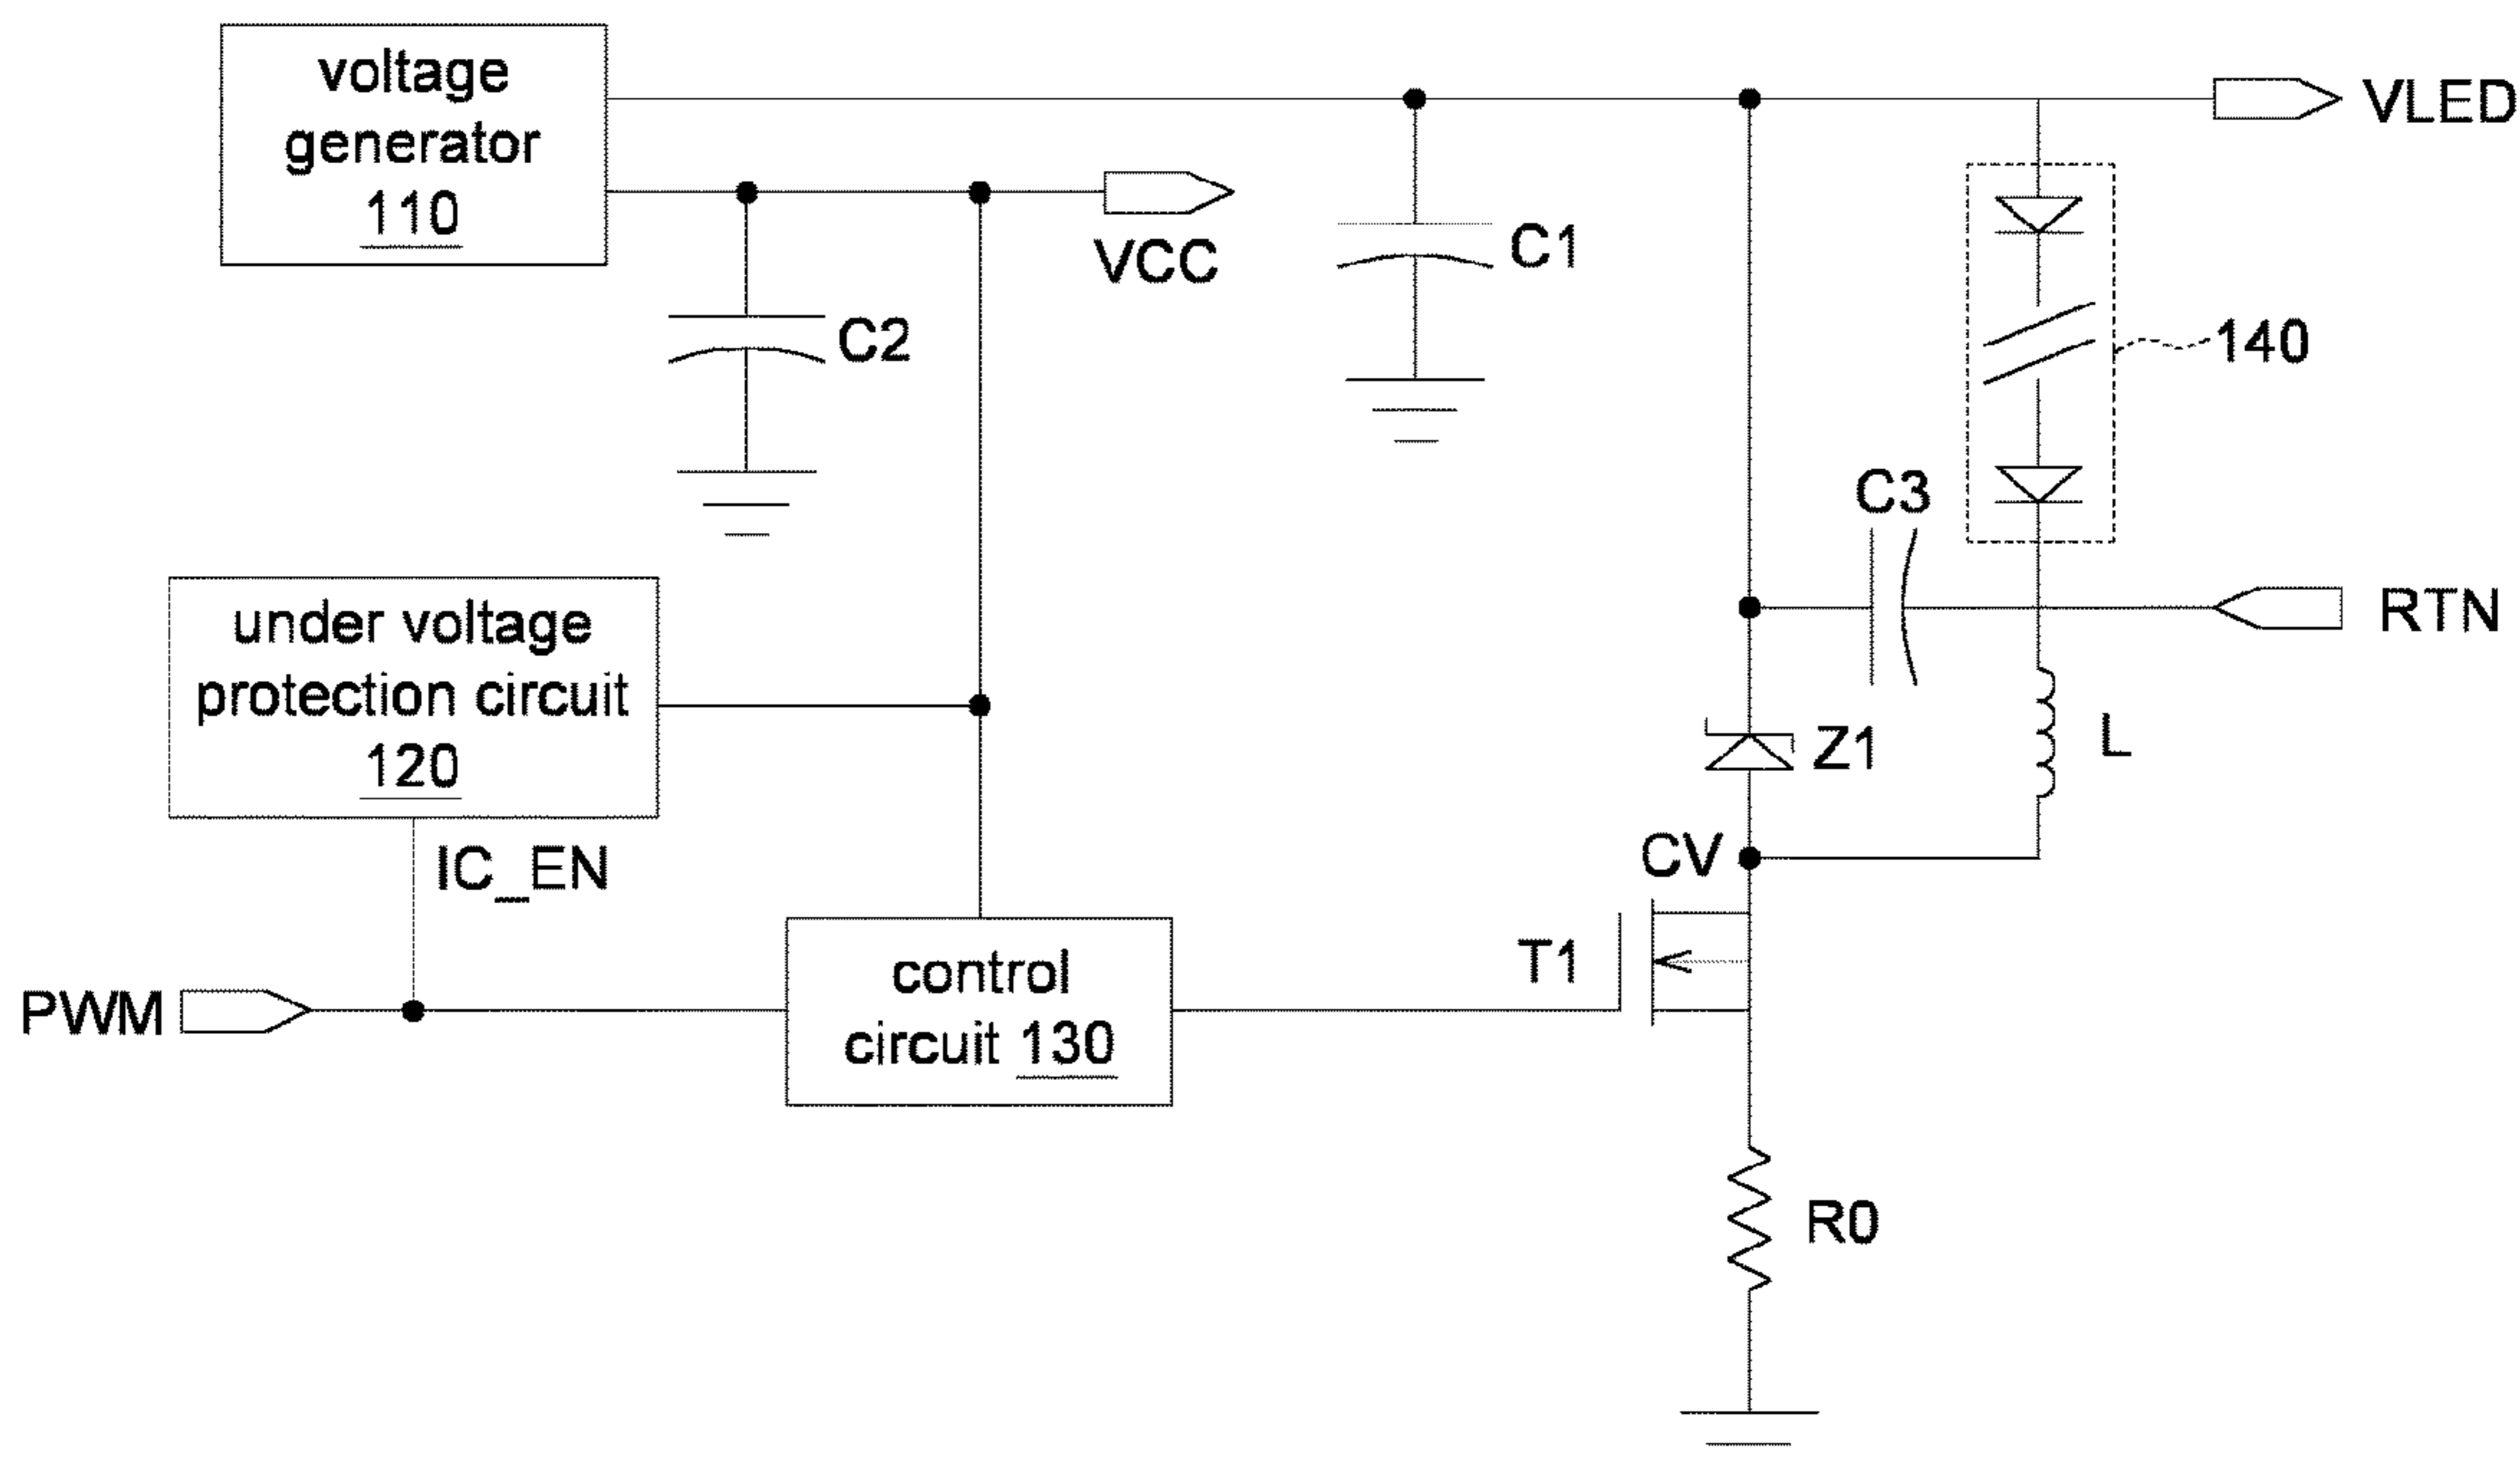 voltage
generator
110
VLED
VCC
C1
C2
140
C3
under voltage
protection circuit
120
RTN
Z1
L
IC_EN
CV
T1
control
circuit 130
PWM
R0